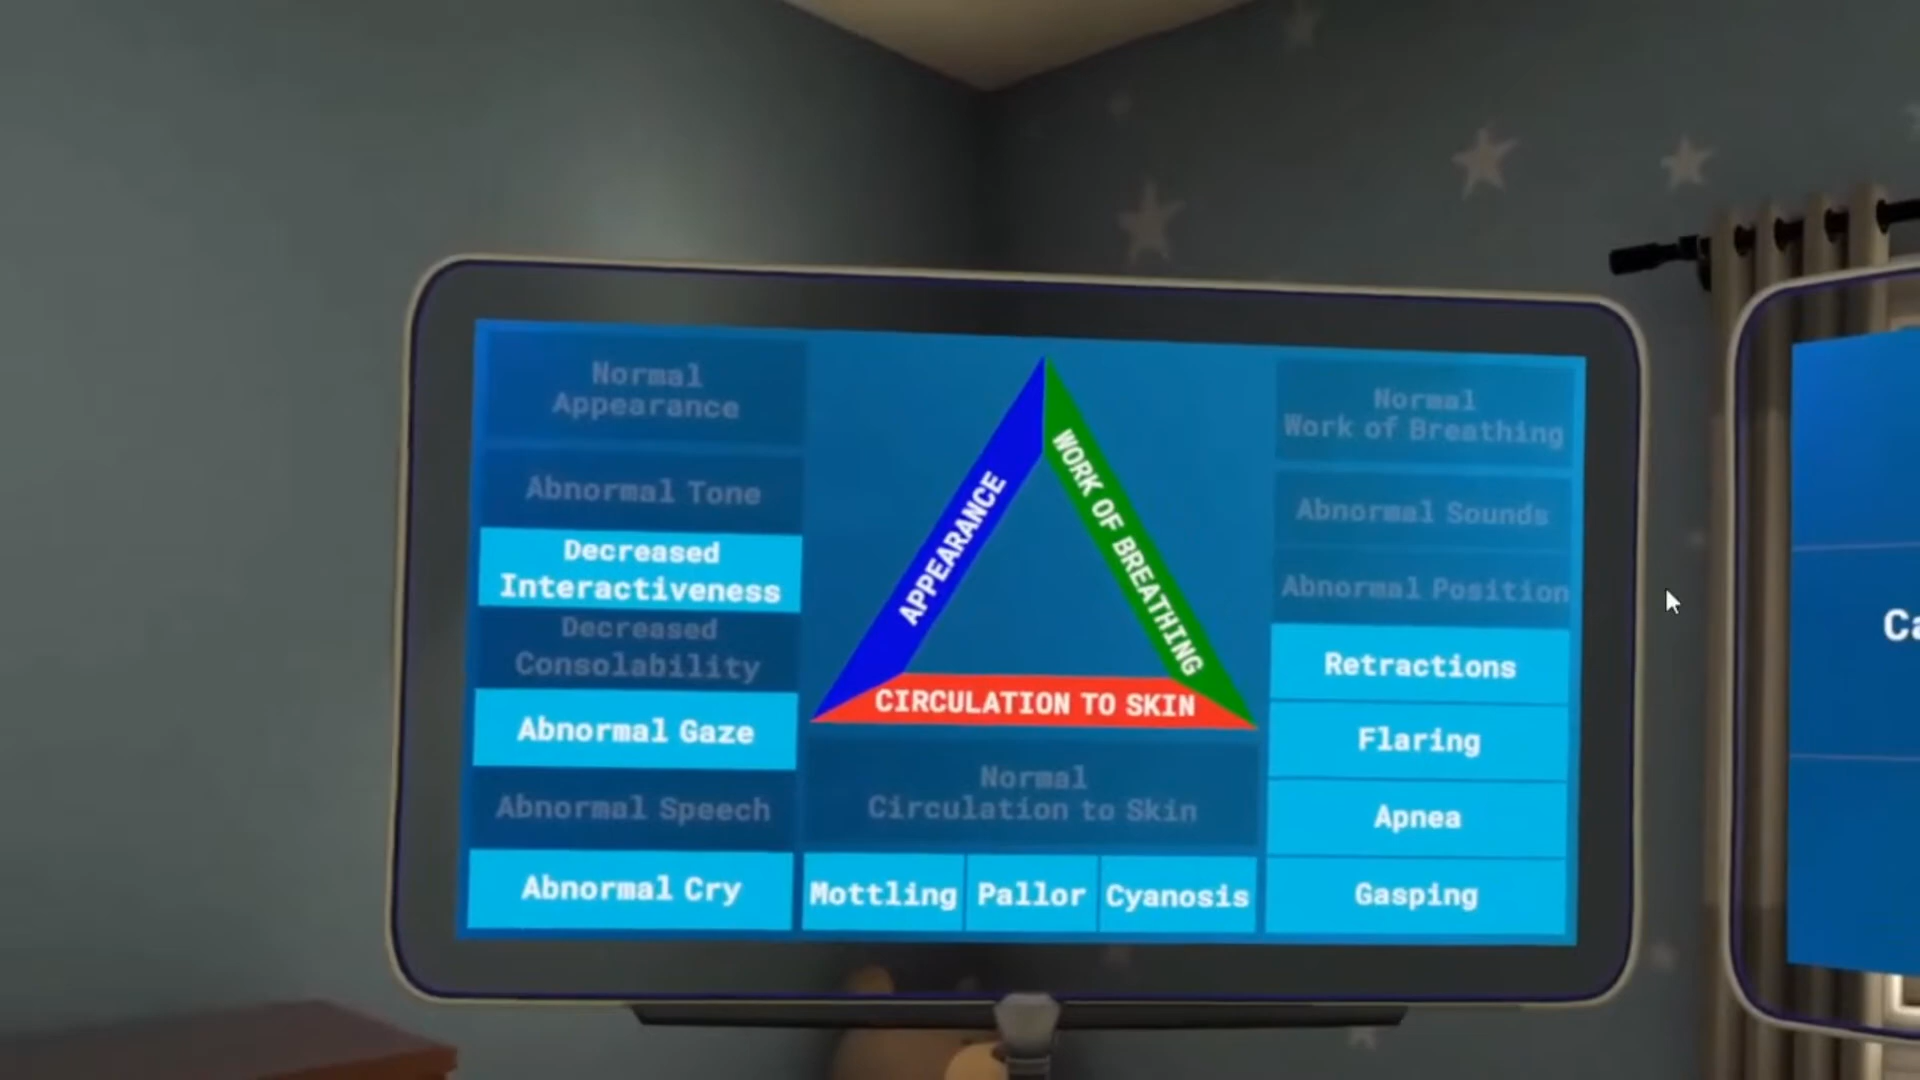 Normal
Appearance
Abnormal Tone
Decreased
Interactiveness
Decreased
Consolability
Abnormal Gaze
Abnormal Speech
Abnormal Cry
APPEARANCE
WORK OF BREATHING
CIRCULATION TO SKIN
Normal
Circulation to Skin
Mottling
Pallor
Cyanosis
Normal
Work of Breathing
Abnormal Sounds
Abnormal Position
Retractions
Flaring
Apnea
Gasping